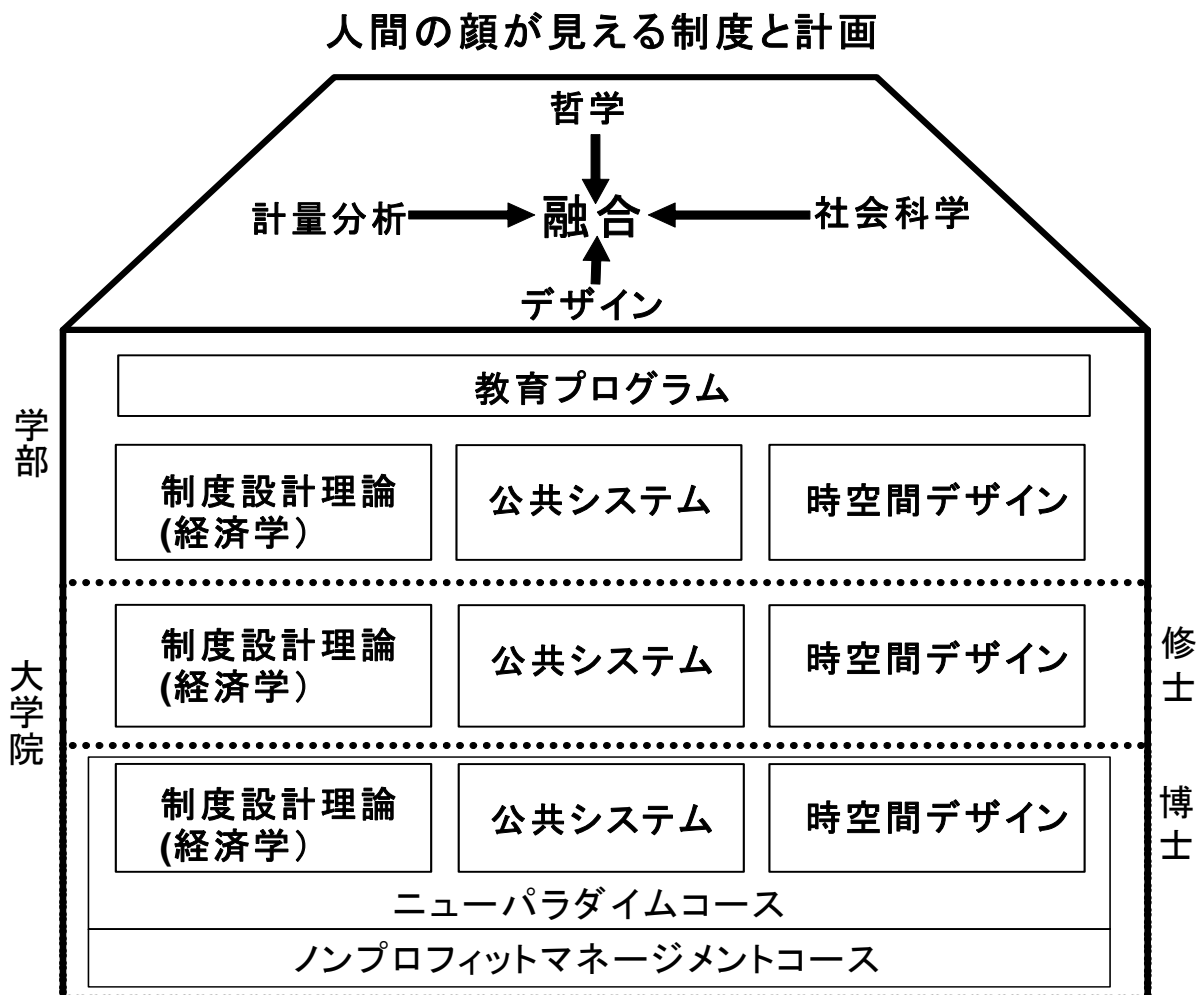 人間の顔が見える制度と計画
哲学
計量分析
融合
社会科学
デザイン
教育プログラム
学部
制度設計理論
(経済学）
公共システム
時空間デザイン
大学院
制度設計理論
(経済学）
公共システム
時空間デザイン
修士
制度設計理論
(経済学）
公共システム
時空間デザイン
博士
ニューパラダイムコース
ノンプロフィットマネージメントコース